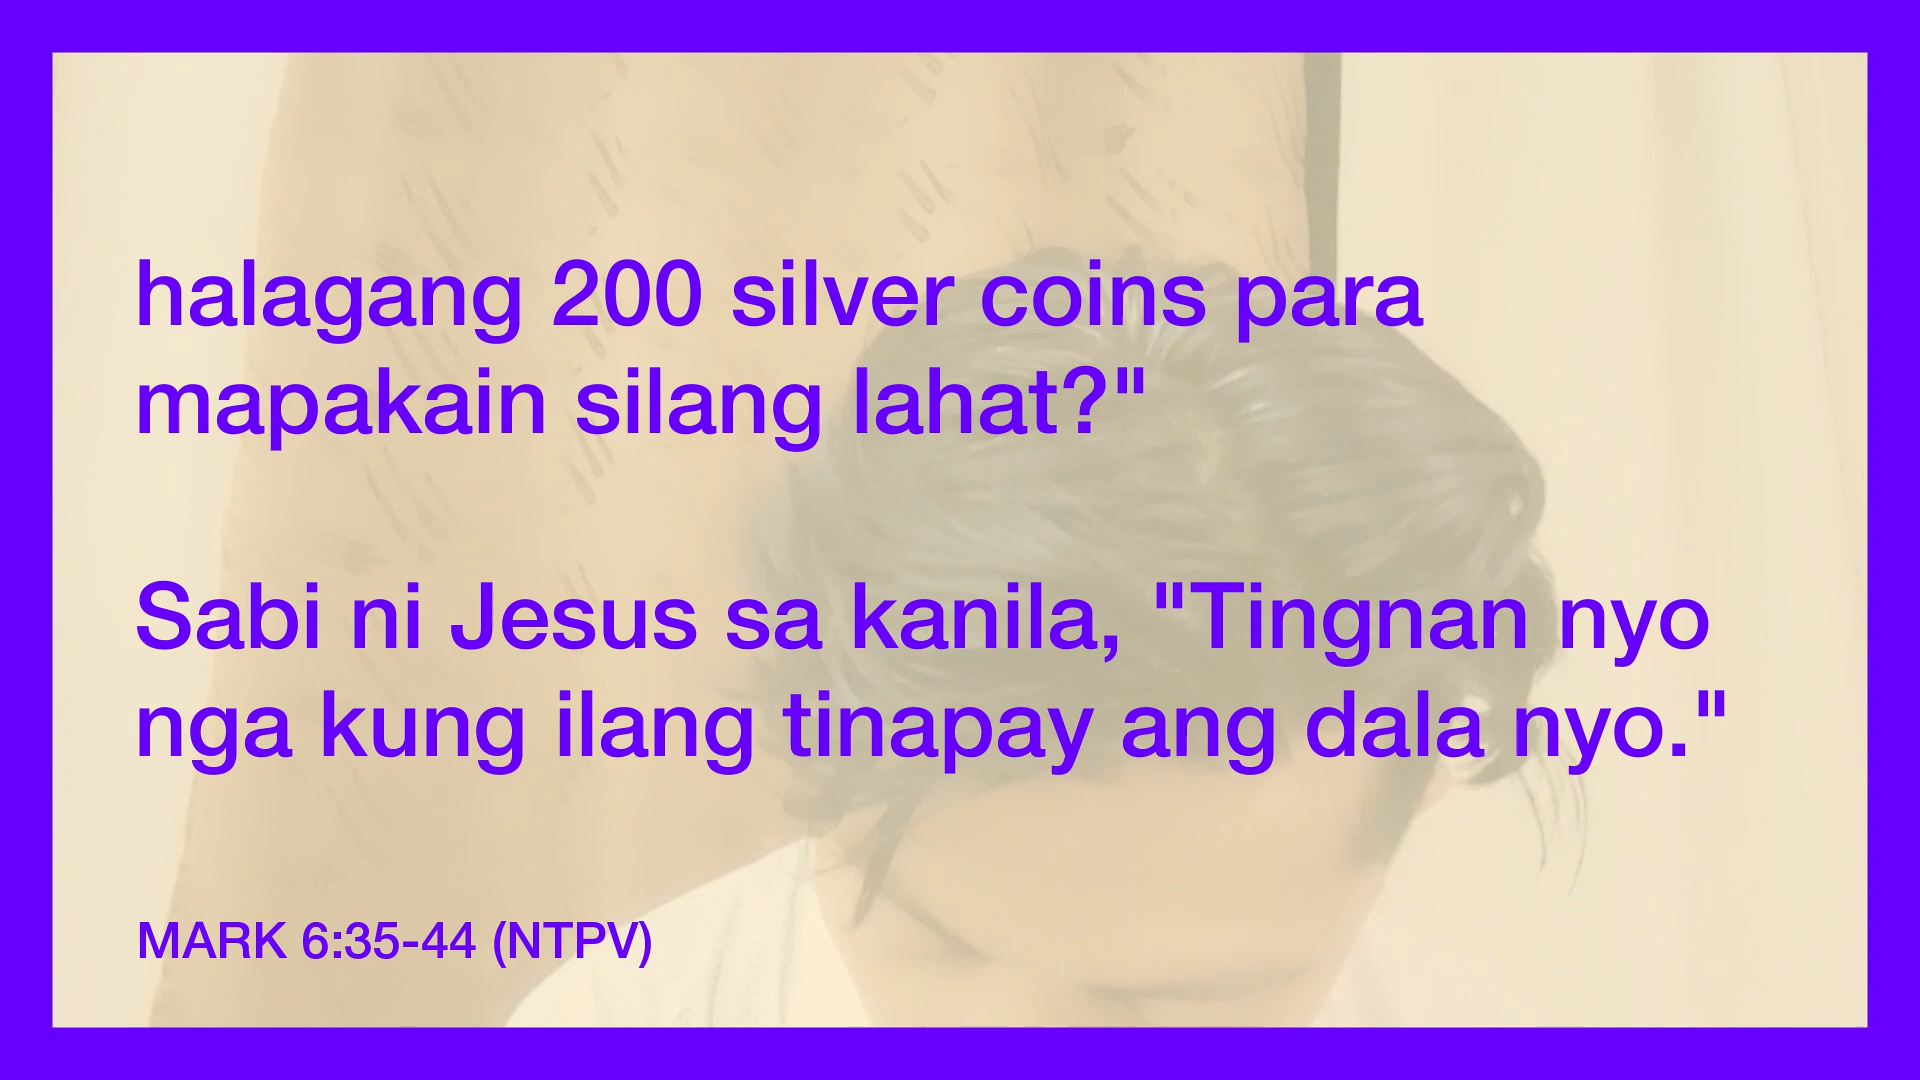 halagang 200 silver coins para
mapakain silang lahat?"
Sabi ni Jesus sa kanila, "Tingnan nyo
nga kung ilang tinapay ang dala nyo."
MARK 6:35-44 (NTPV)